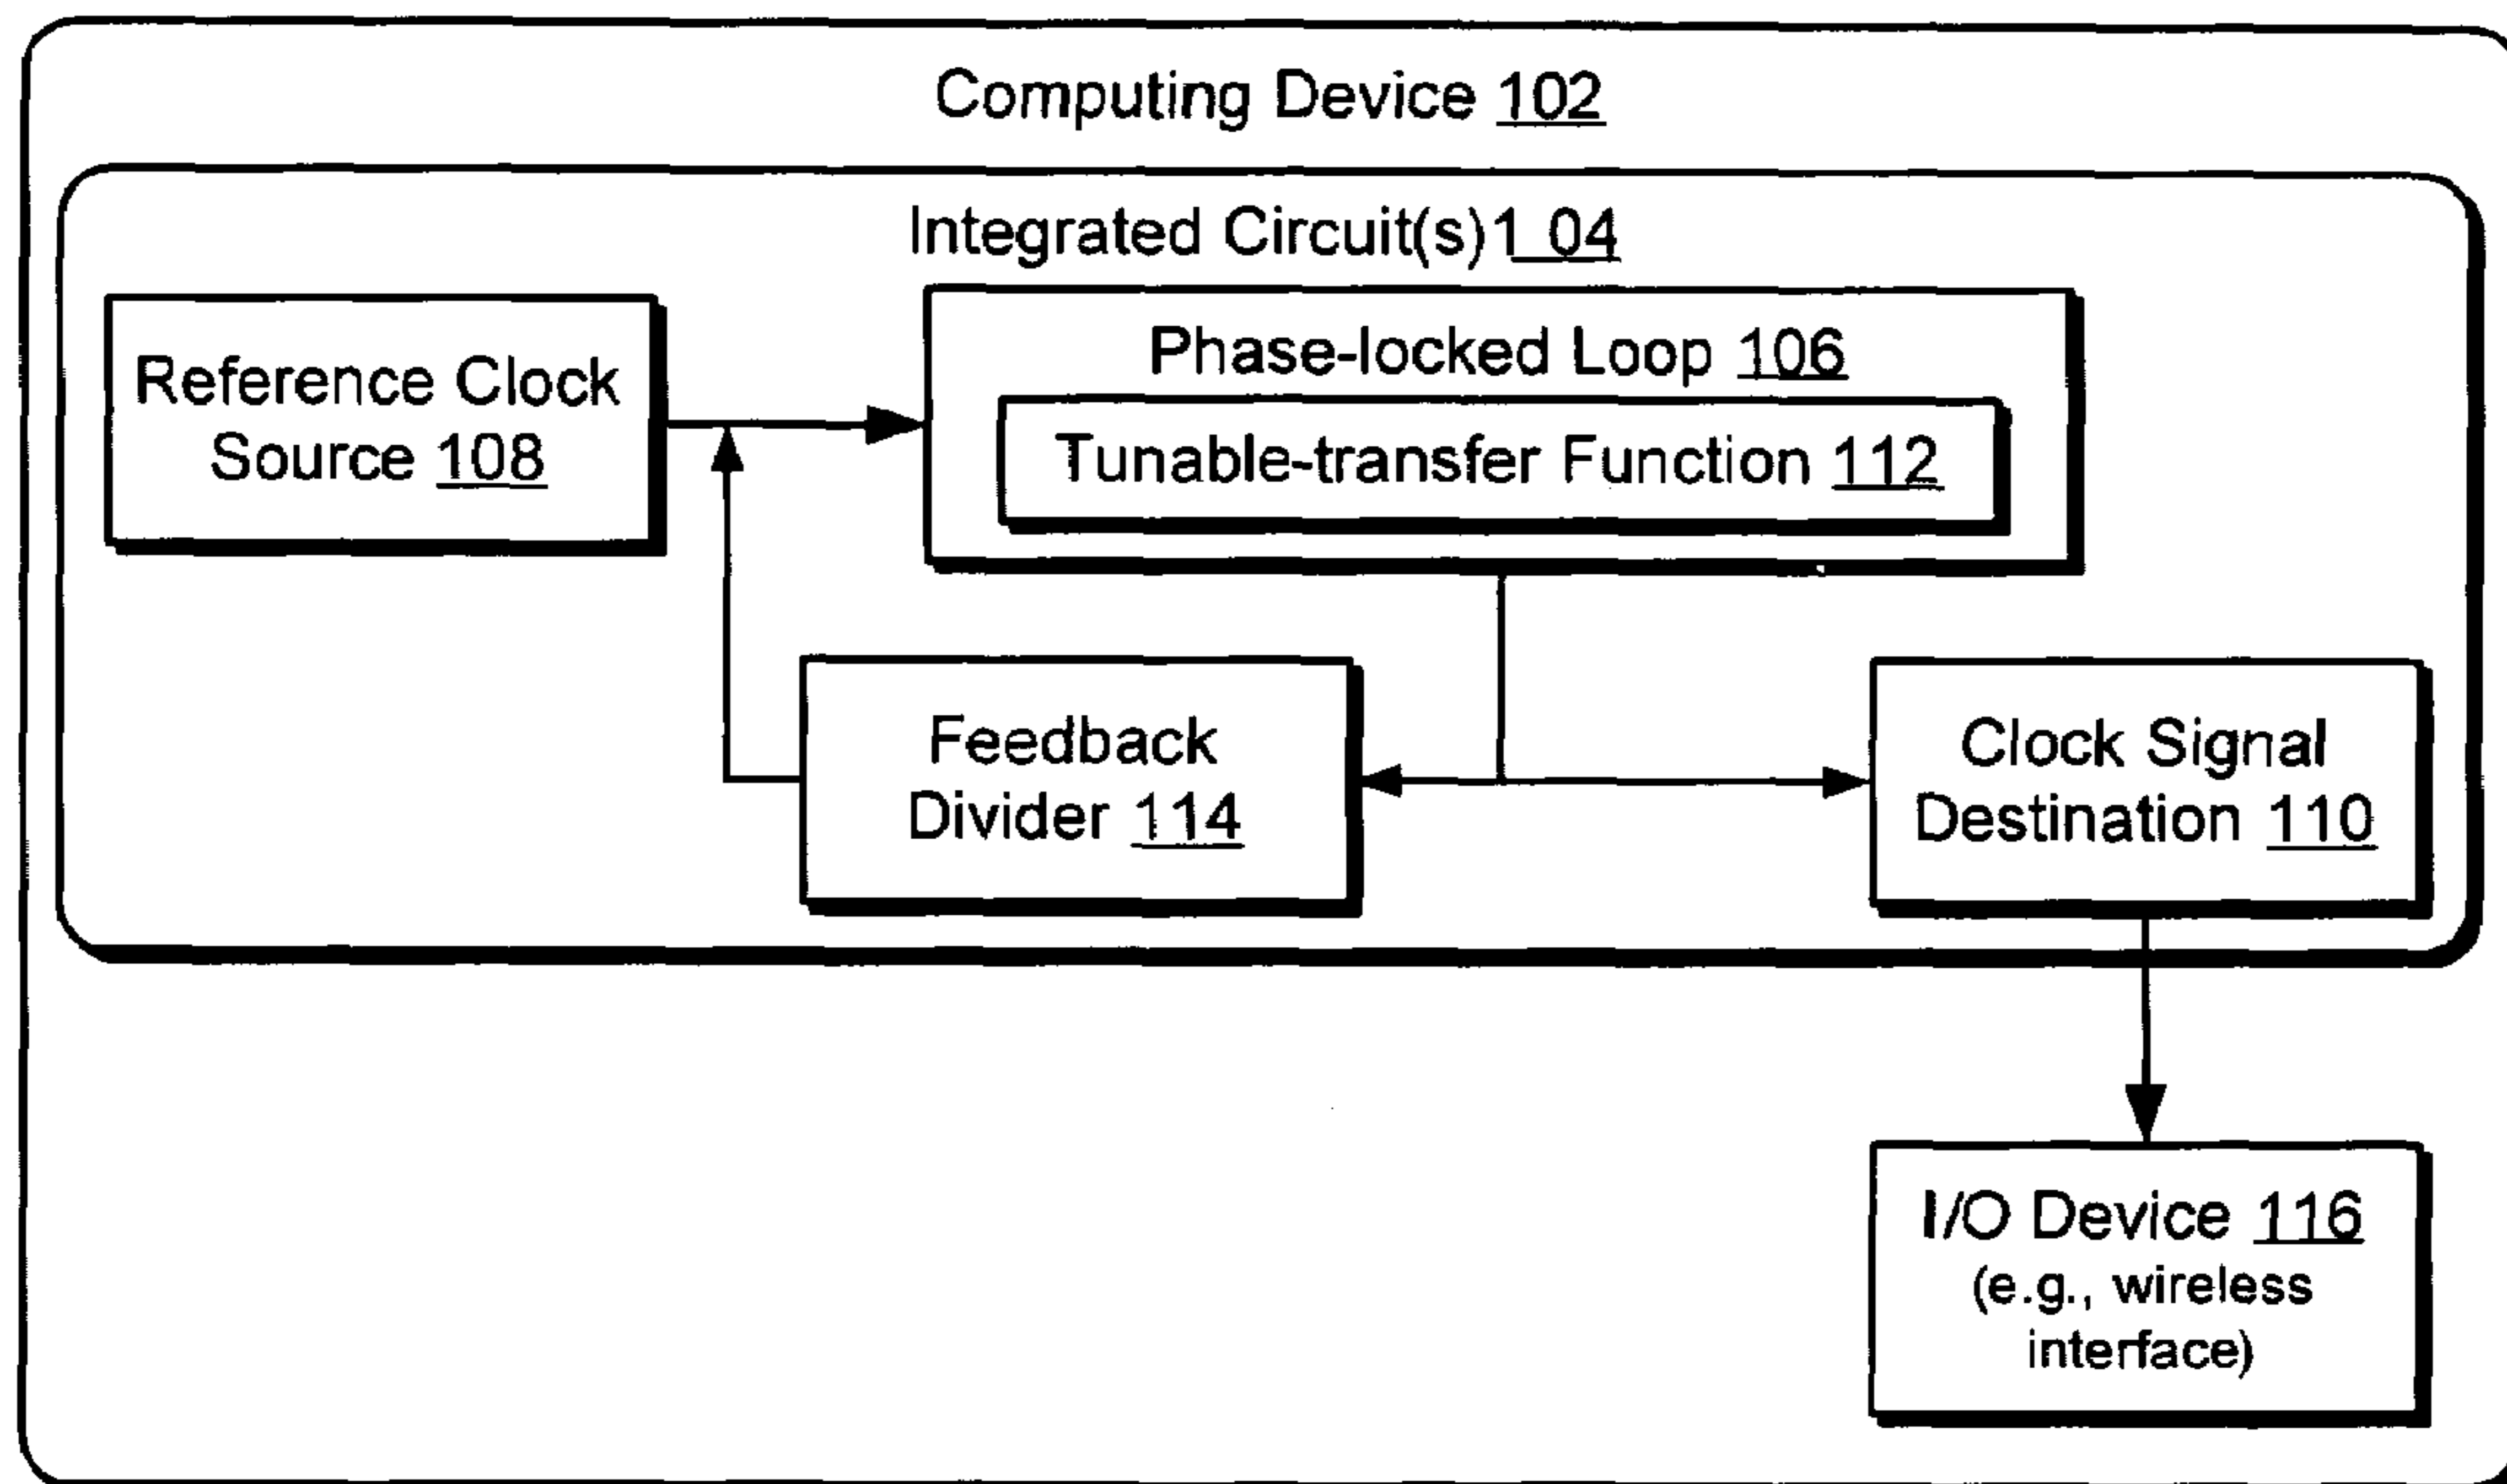 Computing Device 102
Integrated Circuit(s)1 04
Reference Clock
Source 108
Phase-locked Loop 106
Tunable-transfer Function 112
Feedback
Divider 114
Clock Signal
Destination 110
I/O Device 116
(e.g., wireless
interface)